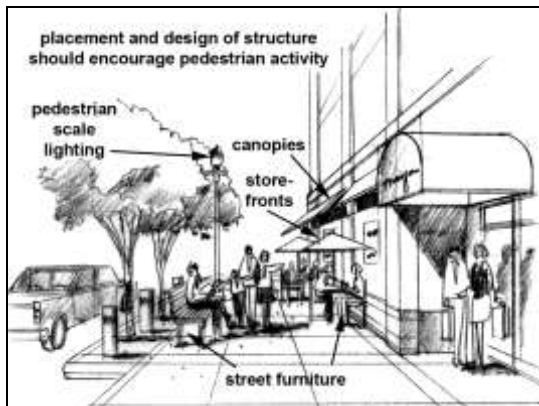 placement and design of structure
should encourage pedestrian activity
pedestrian
scale
lighting
canopies
store-
fronts
street furniture